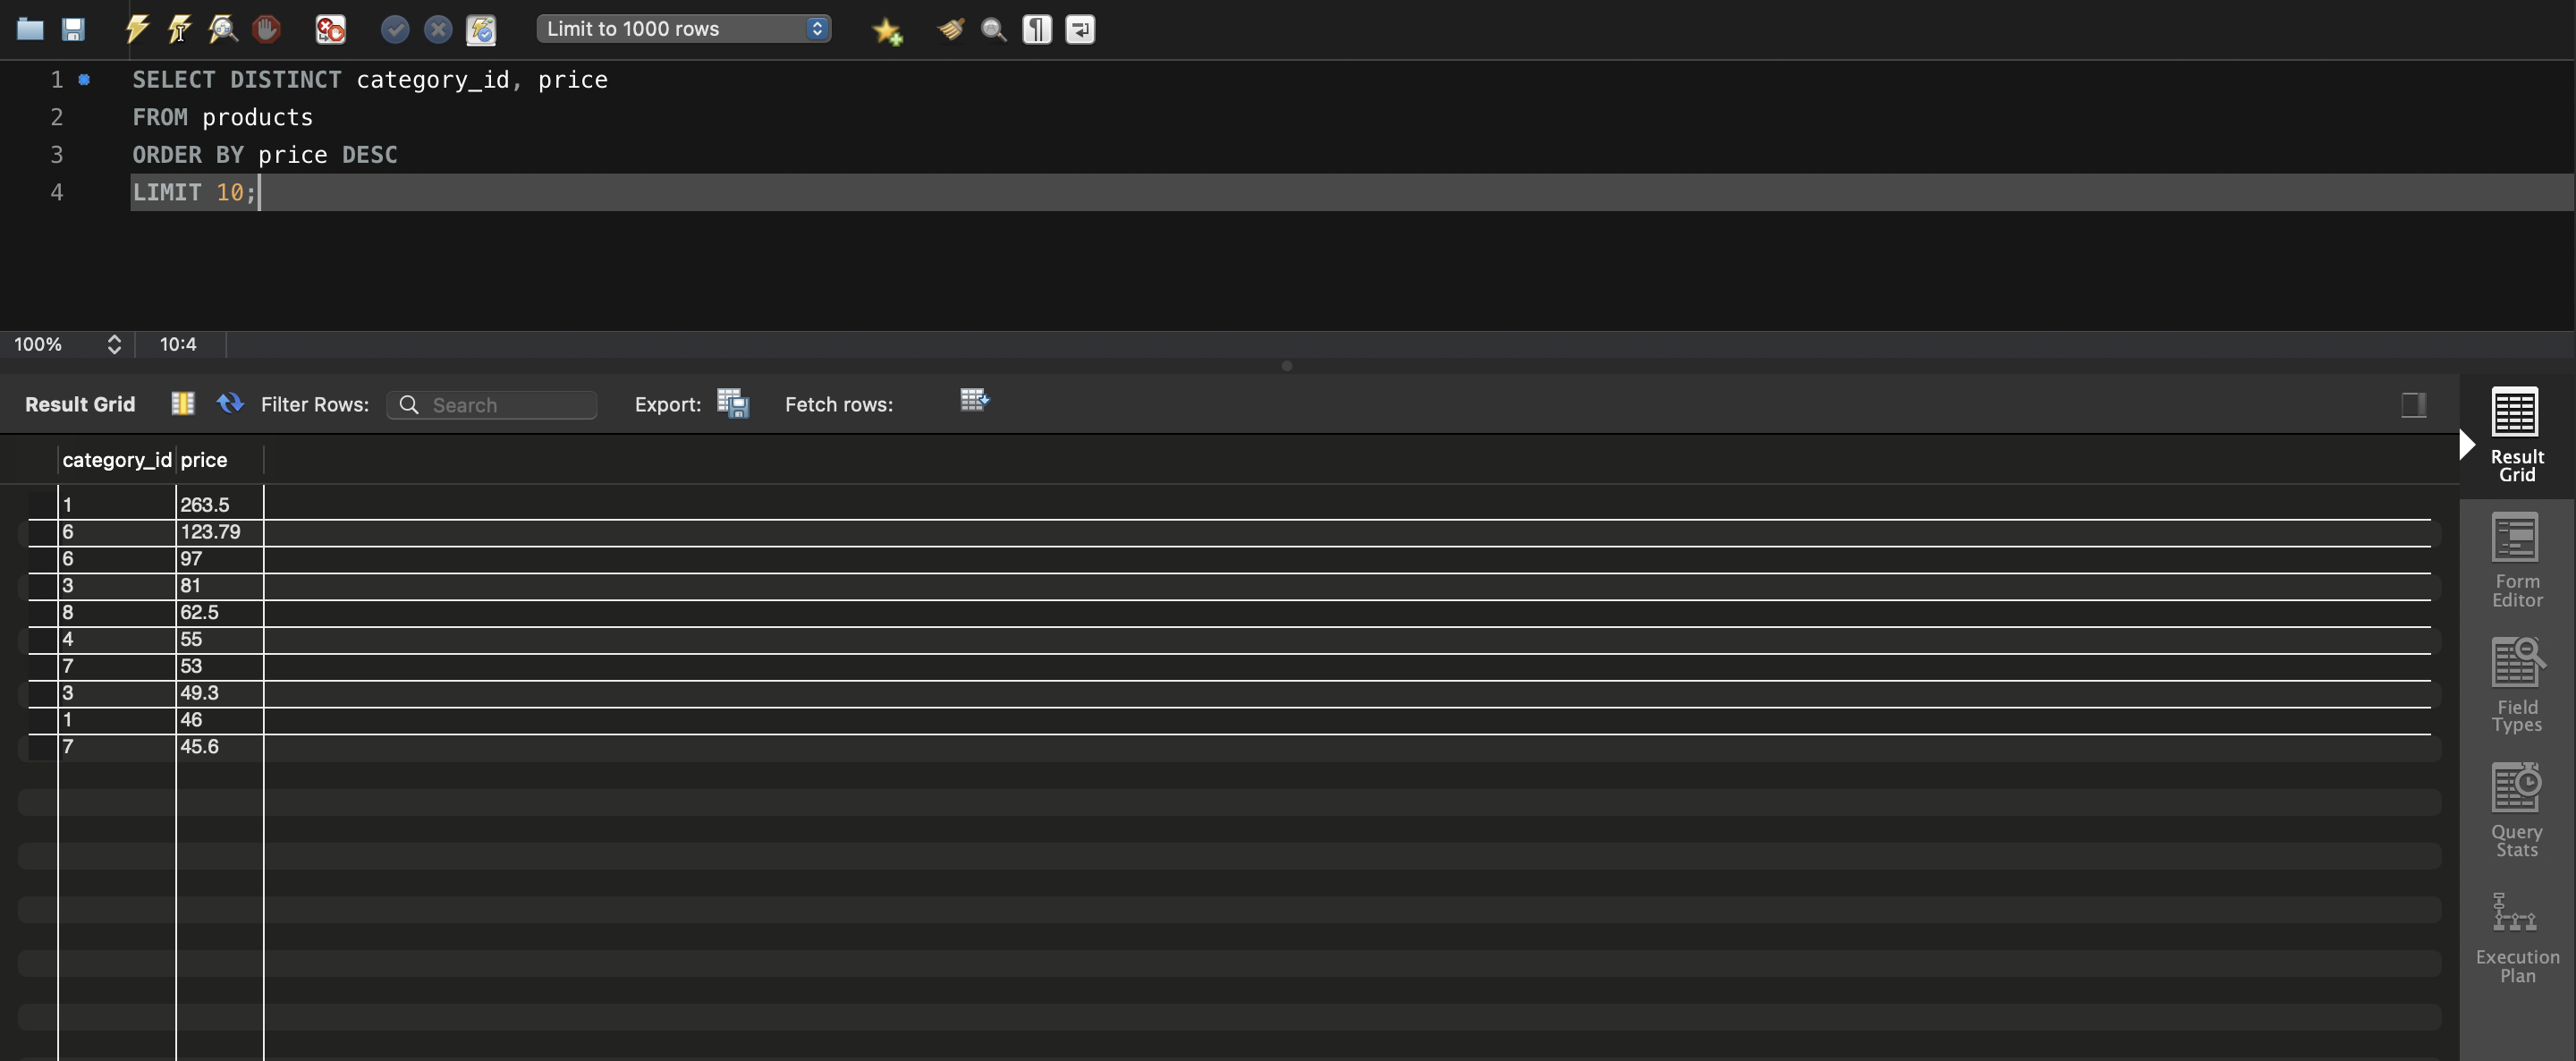 Limit to 1000 rows
1 SELECT DISTINCT category_id, price
2 FROM products
3 ORDER BY price DESC
4 LIMIT 10;
100% 10:4
Result Grid Filter Rows: Search Export: Fetch rows:
category_id price
1 263.5
6 123.79
6 97
3 81
8 62.5
4 55
7 53
3 49.3
1 46
7 45.6
Result
Grid
Form
Editor
Field
Types
Query
Stats
Execution
Plan